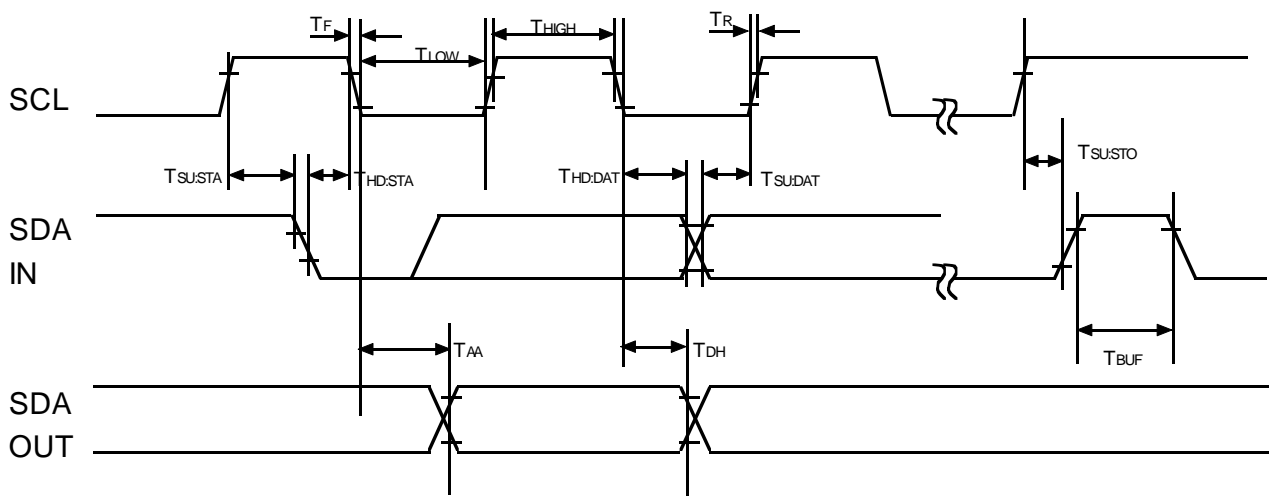 TF
TLOW
THIGH
TR
SCL
TSU:STA
THD:STA
THD:DAT
TSU:DAT
TSU:STO
SDA
IN
TAA
TDH
TBUF
SDA
OUT